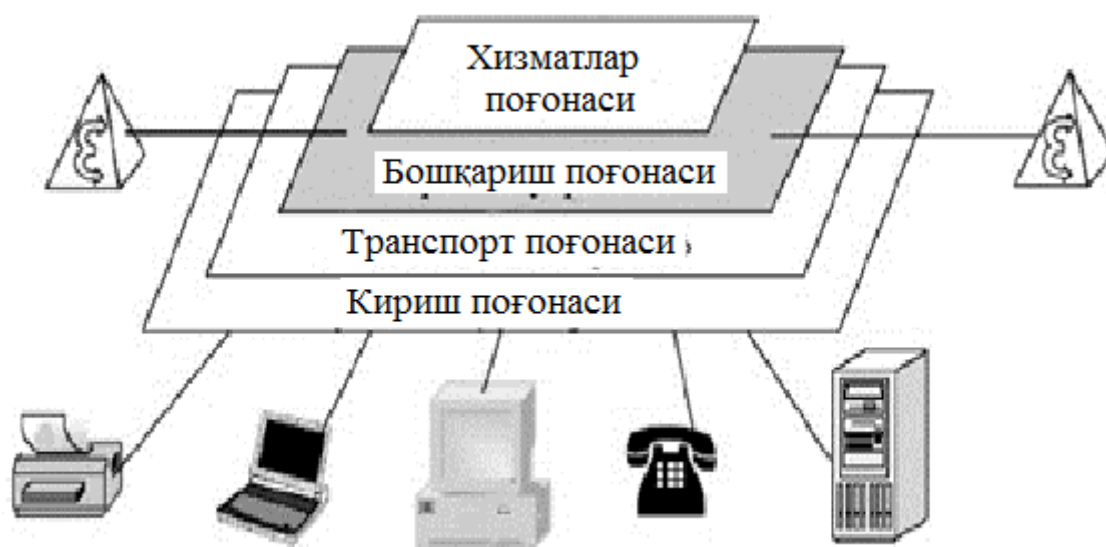 Хизматлар
поғонаси
Бошқариш поғонаси
Транспорт поғонаси
Кириш поғонаси